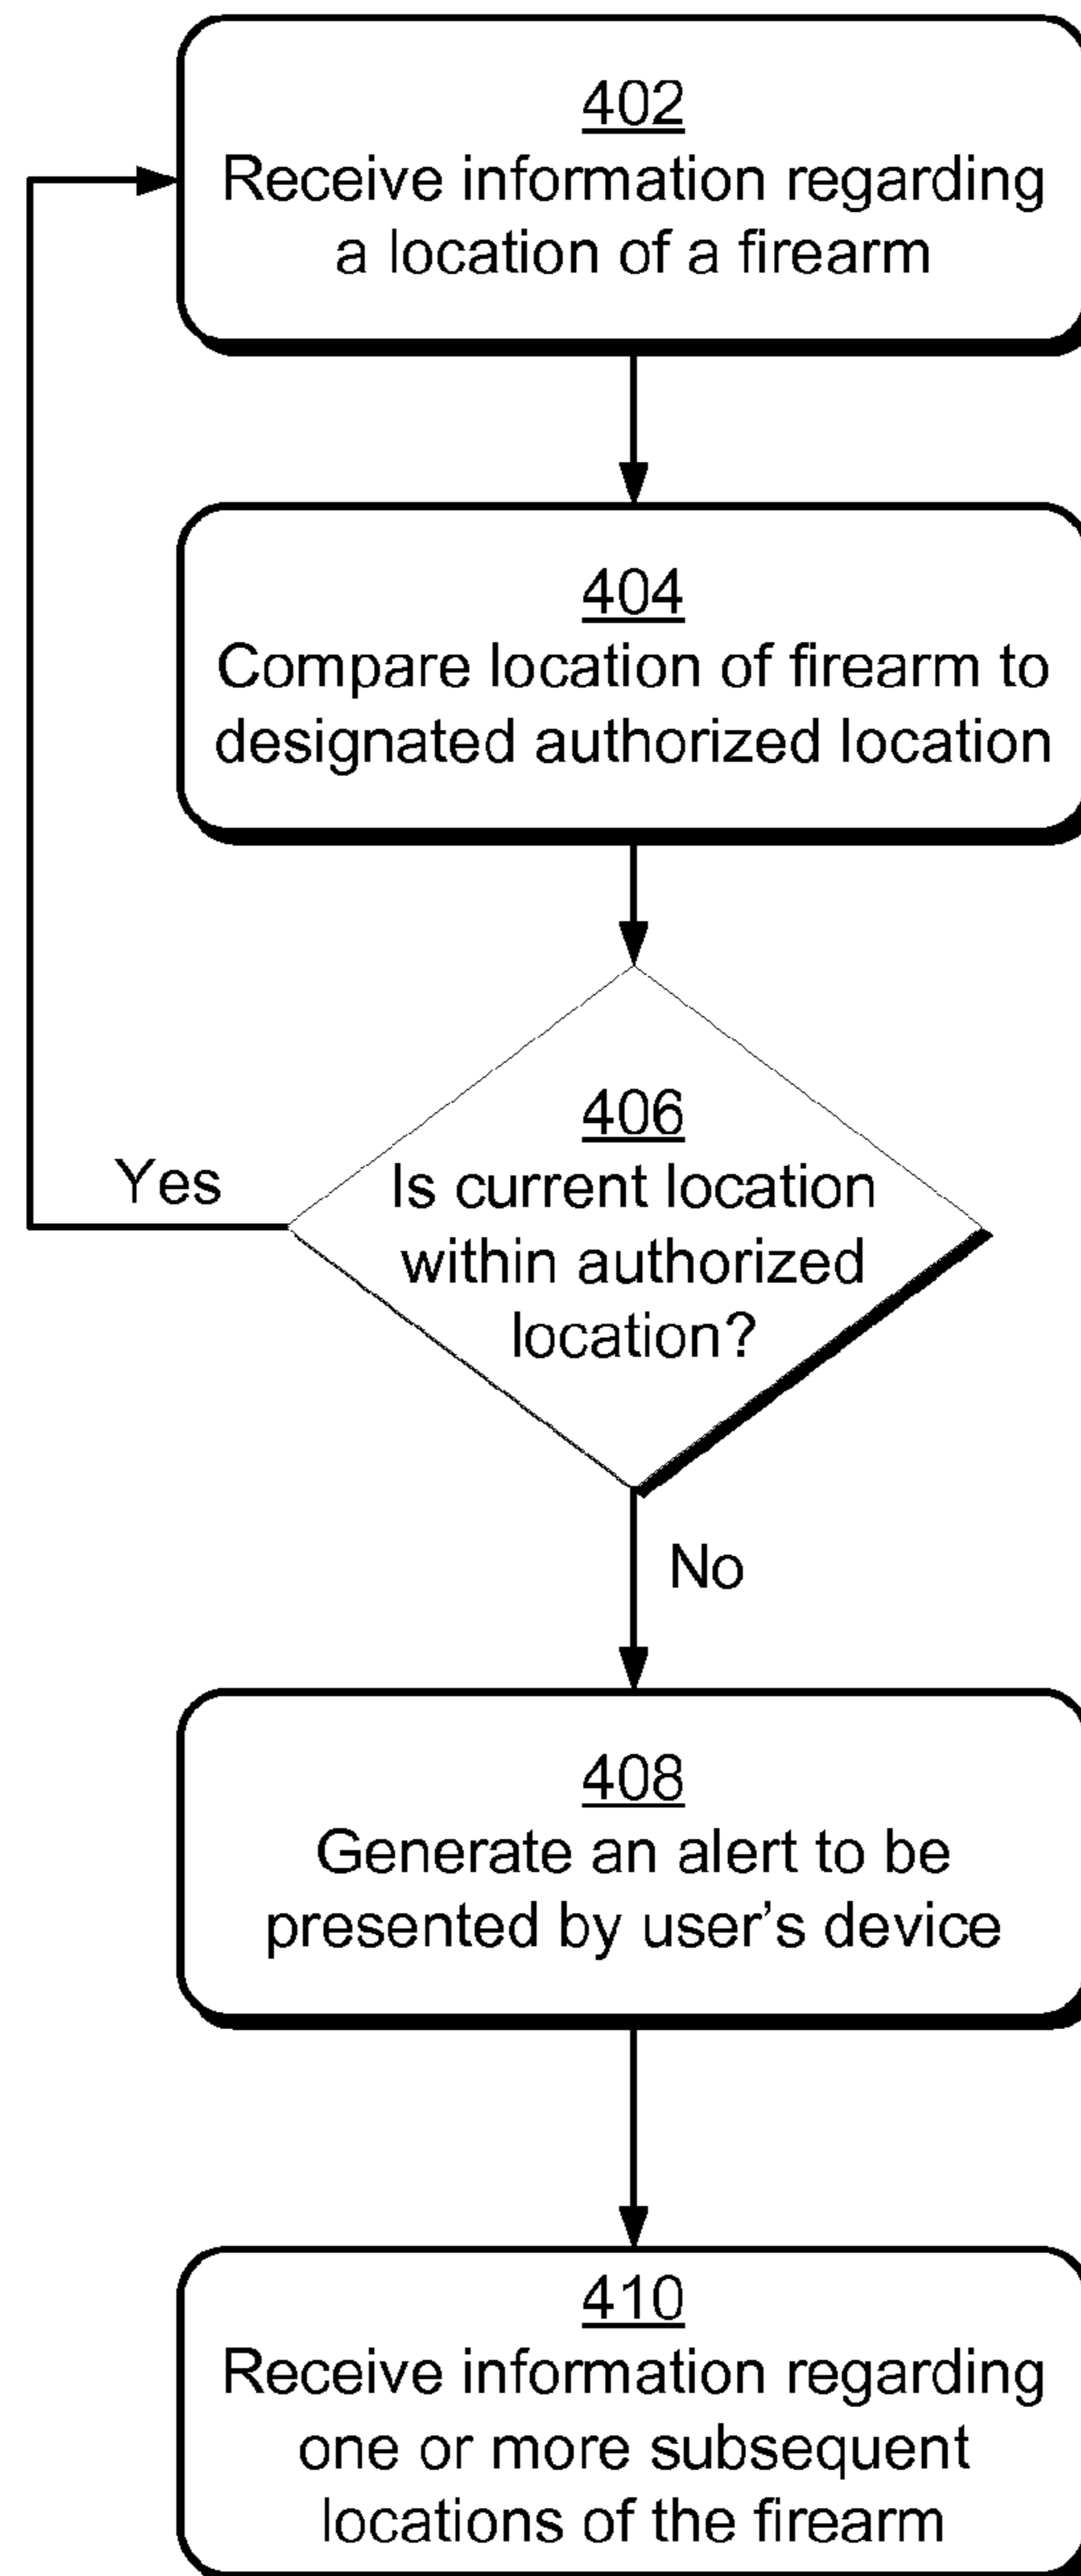 402
Receive information regarding
a location of a firearm
404
Compare location of firearm to
designated authorized location
406
Is current location
within authorized
location?
Yes
No
408
Generate an alert to be
presented by user’s device
410
Receive information regarding
one or more subsequent
locations of the firearm